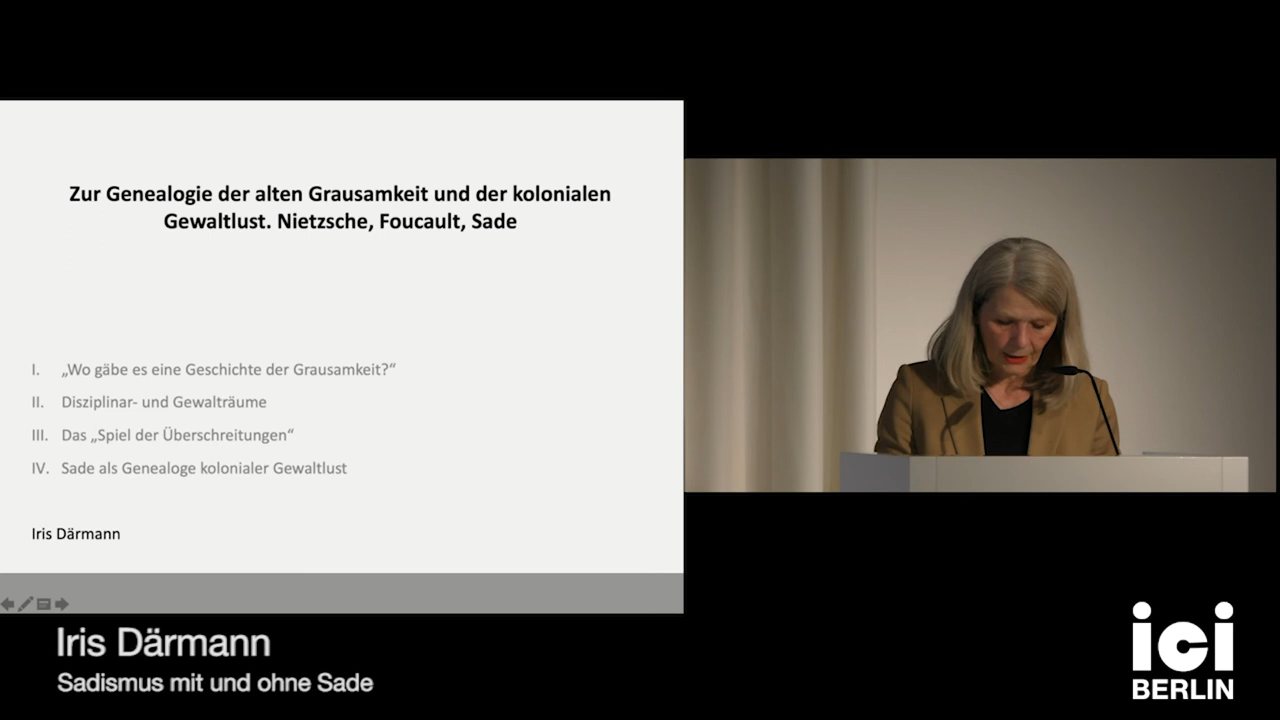 Zur Genealogie der alten Grausamkeit und der kolonialen
Gewaltlust. Nietzsche, Foucault, Sade
I. „Wo gäbe es eine Geschichte der Grausamkeit?“
II. Disziplinar- und Gewalträume
III. Das „Spiel der Überschreitungen“
IV. Sade als Genealoge kolonialer Gewaltlust
Iris Därmann
Iris Därmann
Sadismus mit und ohne Sade
ici
BERLIN